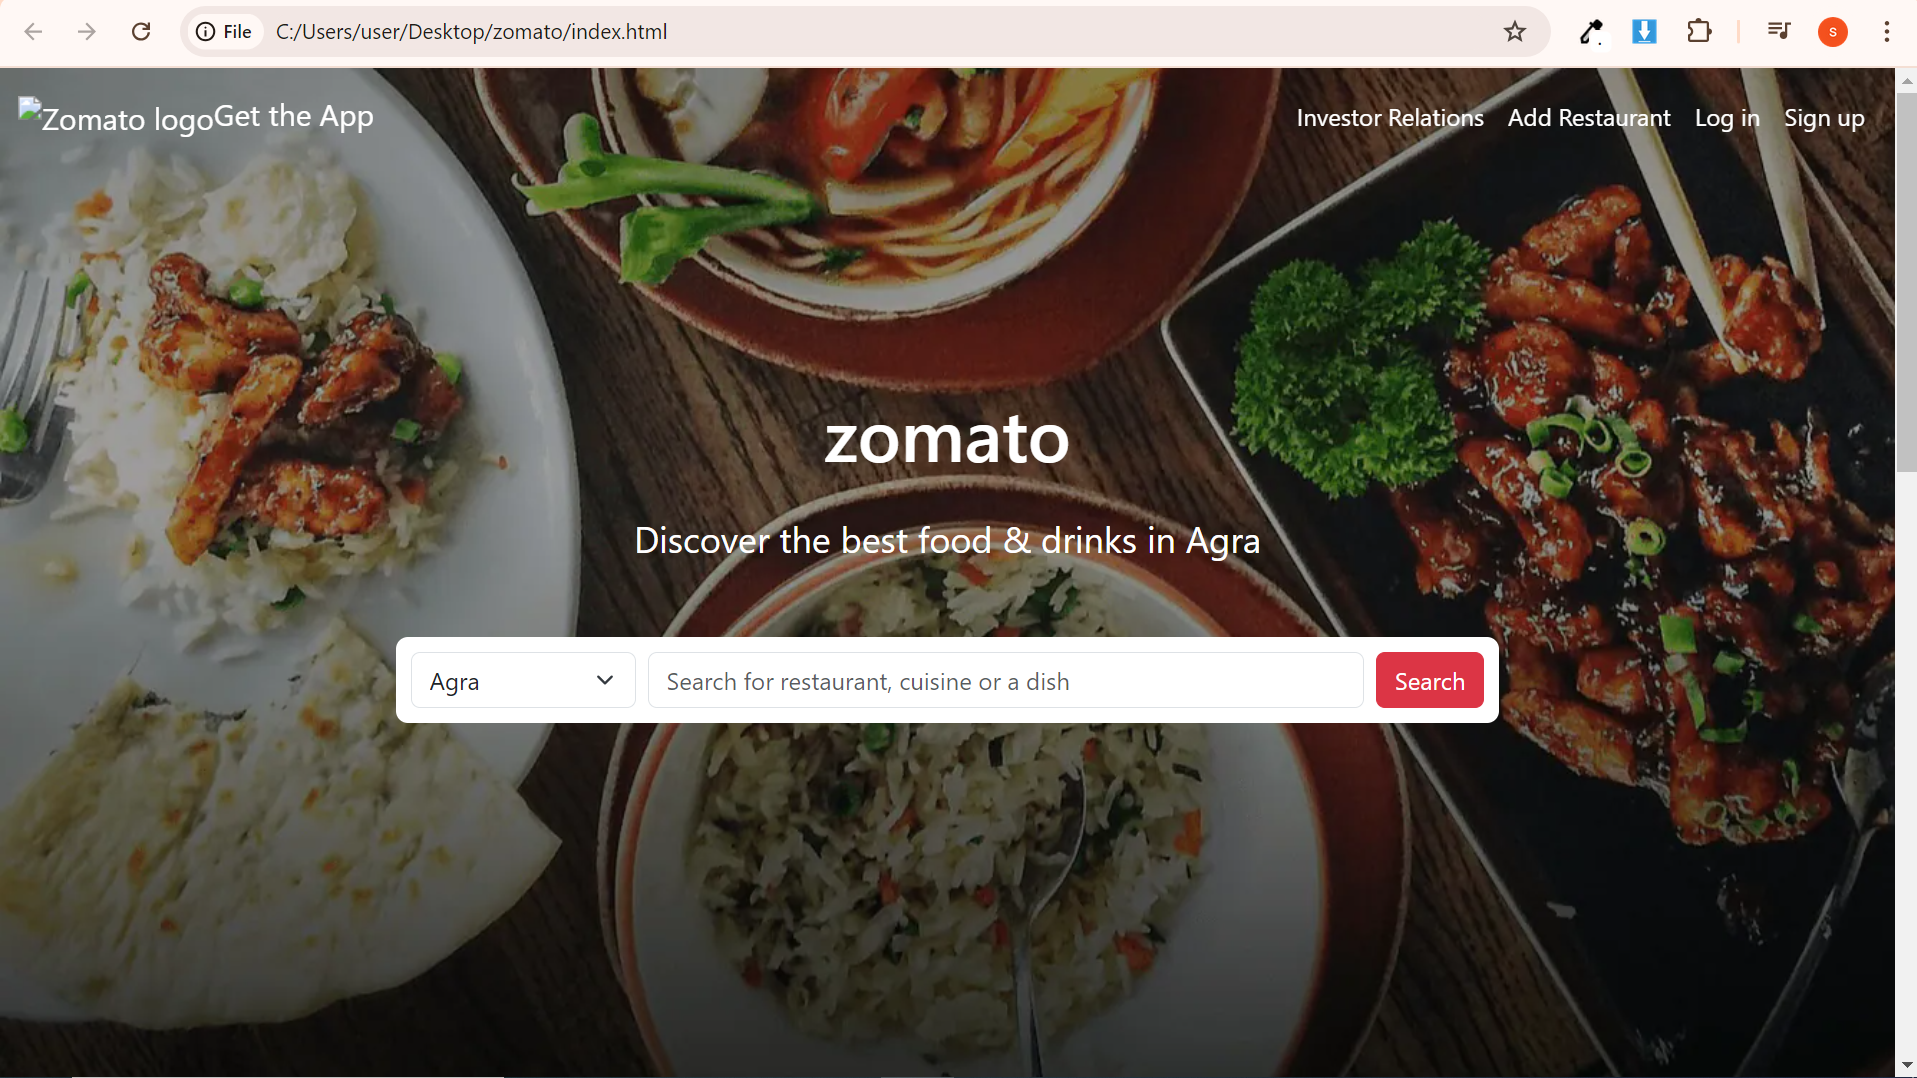 File C:/Users/user/Desktop/zomato/index.html
s
Zomato logoGet the App
Investor Relations Add Restaurant Log in Sign up
zomato
Discover the best food & drinks in Agra
Agra
Search for restaurant, cuisine or a dish
Search